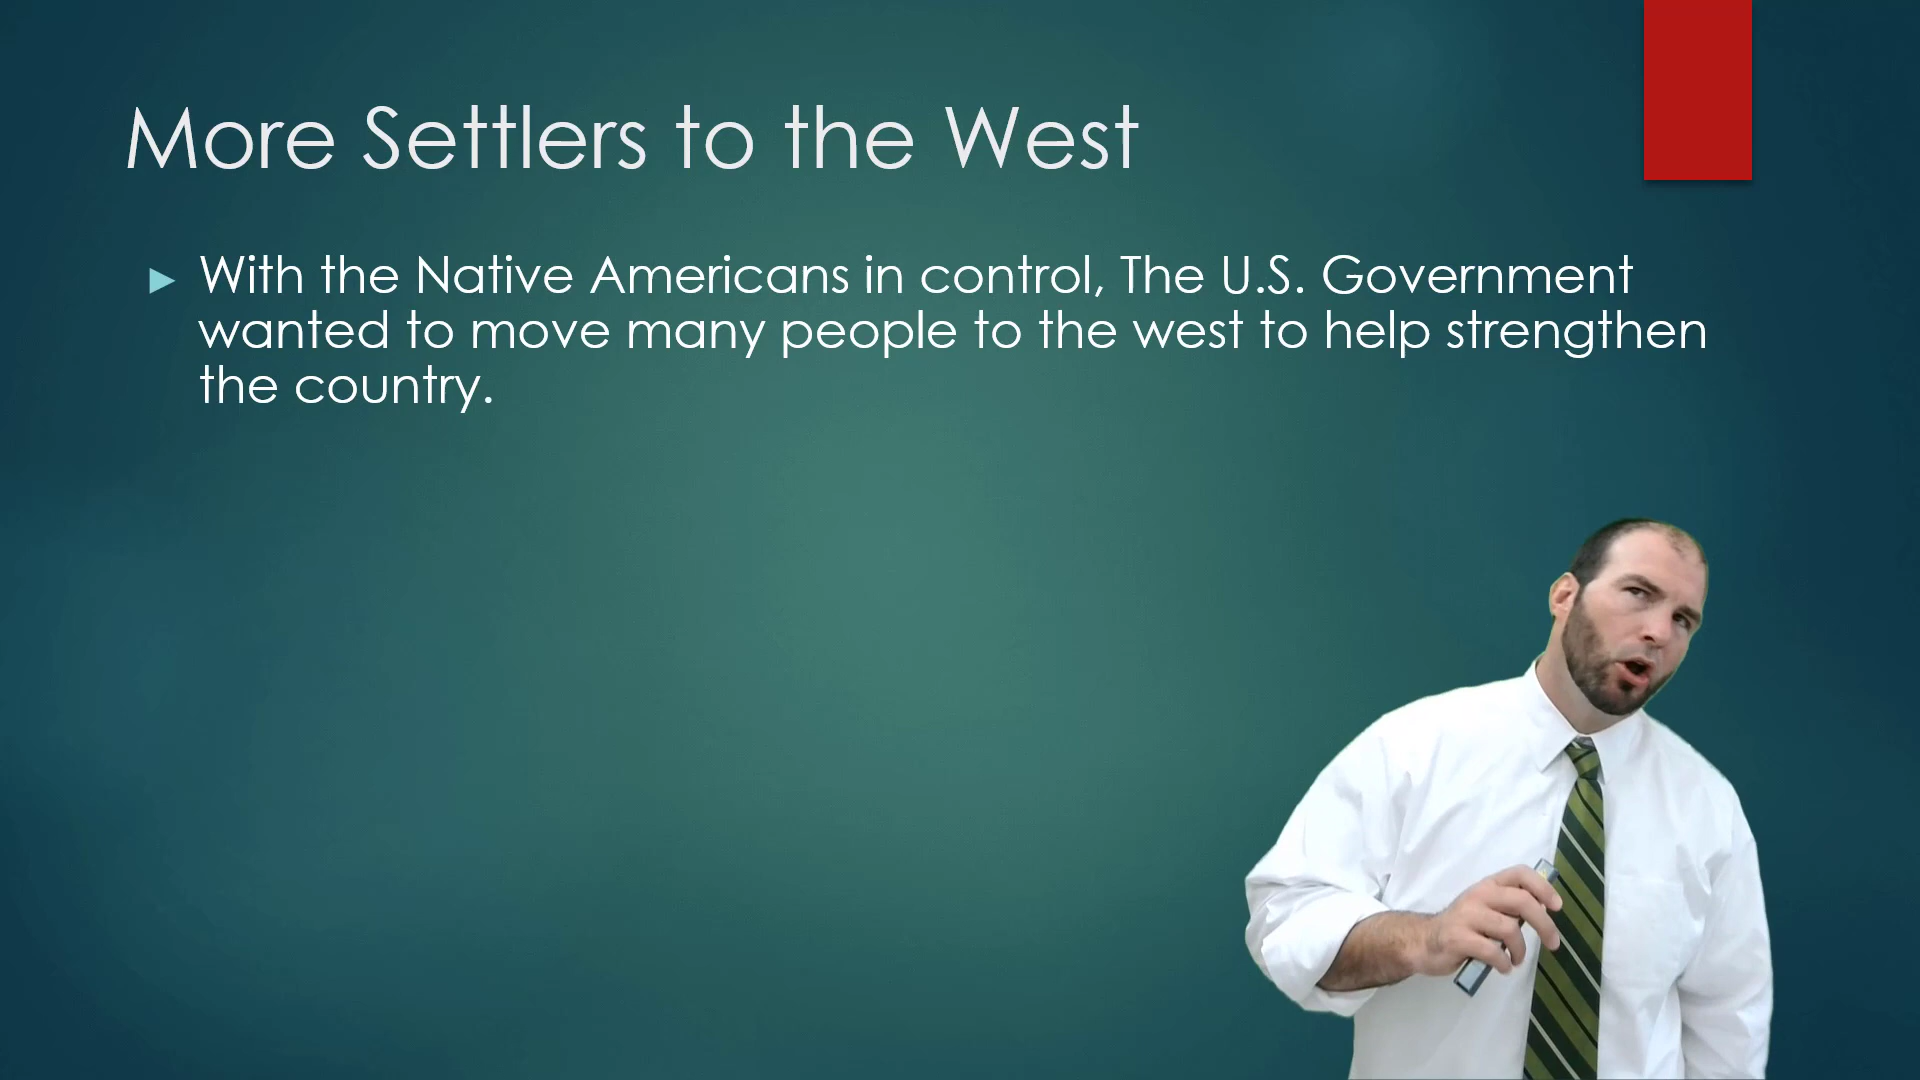 More Settlers to the West
With the Native Americans in control, The U.S. Government
wanted to move many people to the west to help strengthen
the country.